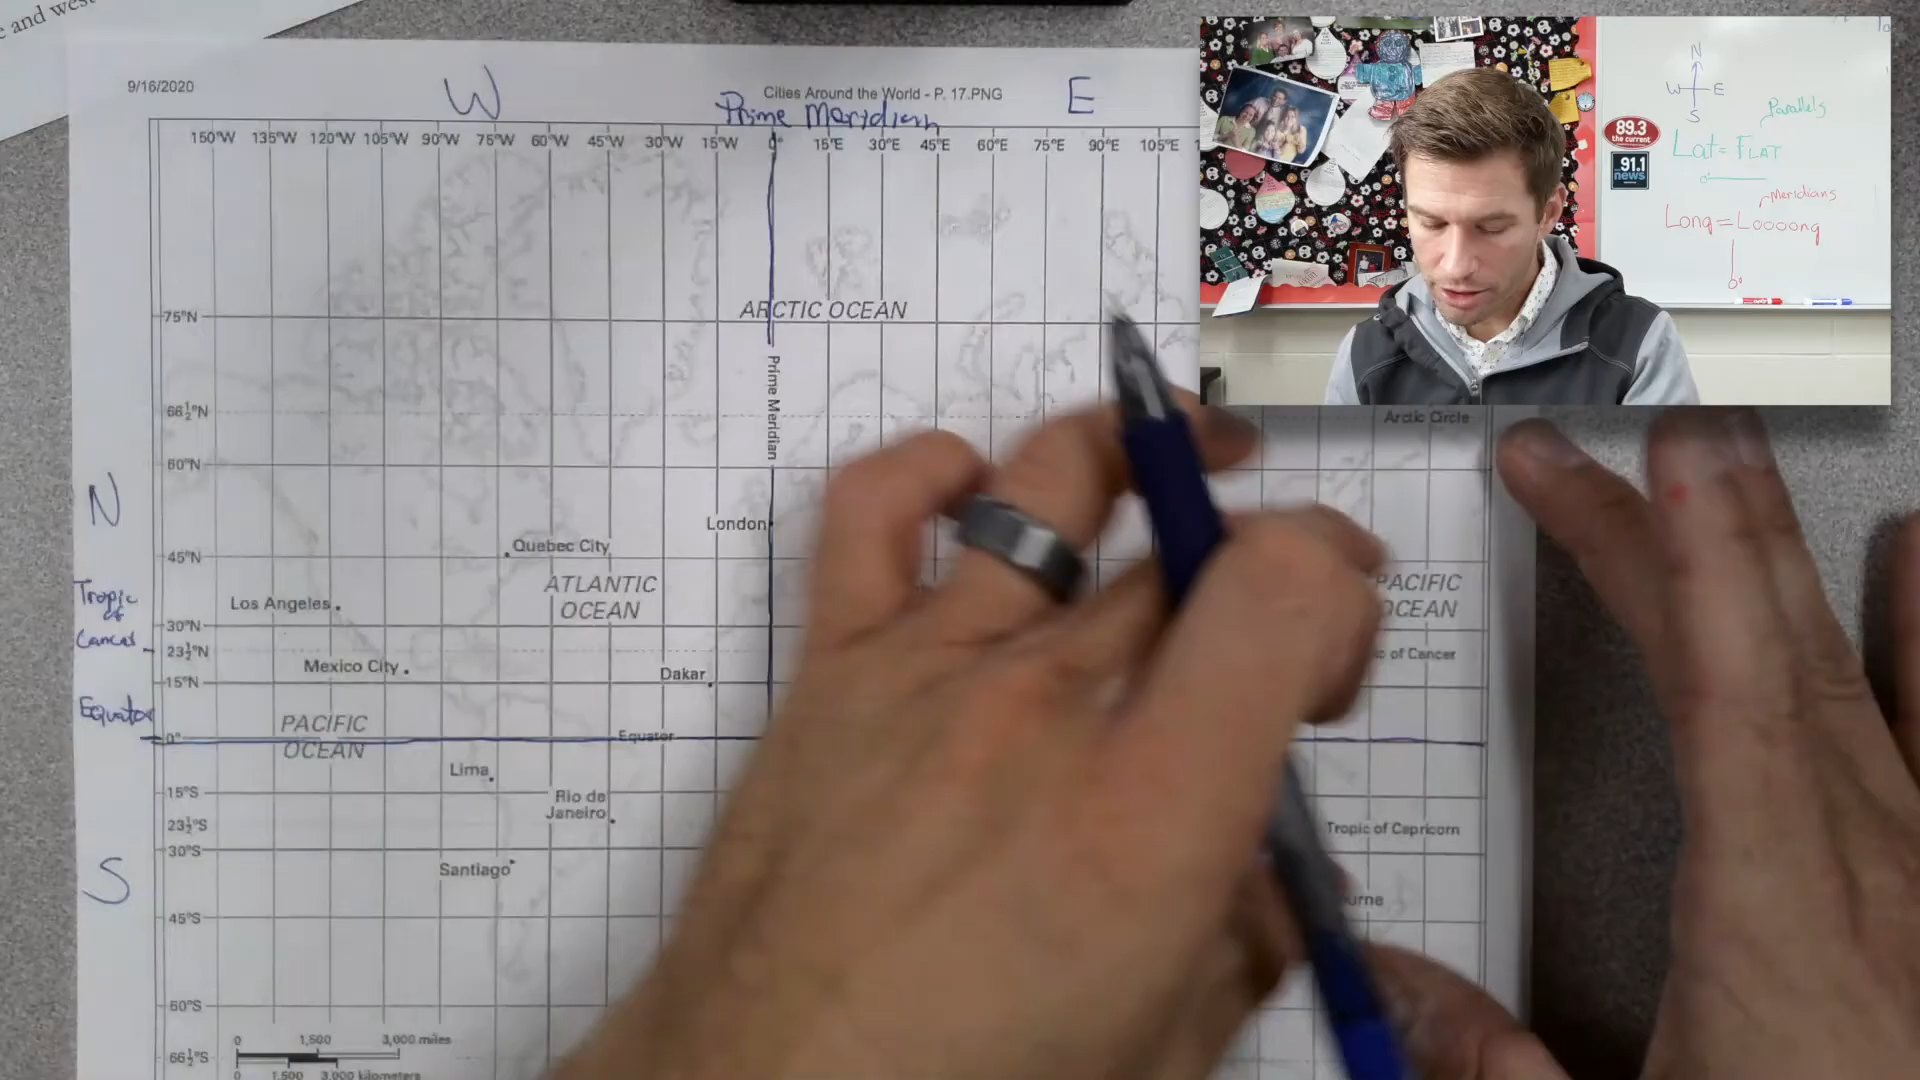 c and west
9/16/2020
Cities Around the World - P. 17.PNG
W
Prime Meridian
E
150°W 135°W 120°W 105°W 90°W 75°W 60°W 45°W 30°W 15°W 0° 15°E 30°E 45°E 60°E 75°E 90°E 105°E
75°N
ARCTIC OCEAN
Prime Meridian
66½°N
Arctic Circle
60°N
N
London
Quebec City
45°N
ATLANTIC
OCEAN
PACIFIC
OCEAN
Tropic
of
Cancer
Los Angeles
30°N
23½°N
c of Cancer
Mexico City
Dakar
15°N
Equator
PACIFIC
OCEAN
0°
Equator
Lima
15°S
Rio de
Janeiro
23½°S
Tropic of Capricorn
30°S
S
Santiago
urne
45°S
60°S
0 1,500 3,000 miles
66½°S
0 1,500 3,000 kilometers
N
W E
S
Parallels
Lat = FLAT
0°
Meridians
Long = Loooong
0°
89.3
the current
91.1
news